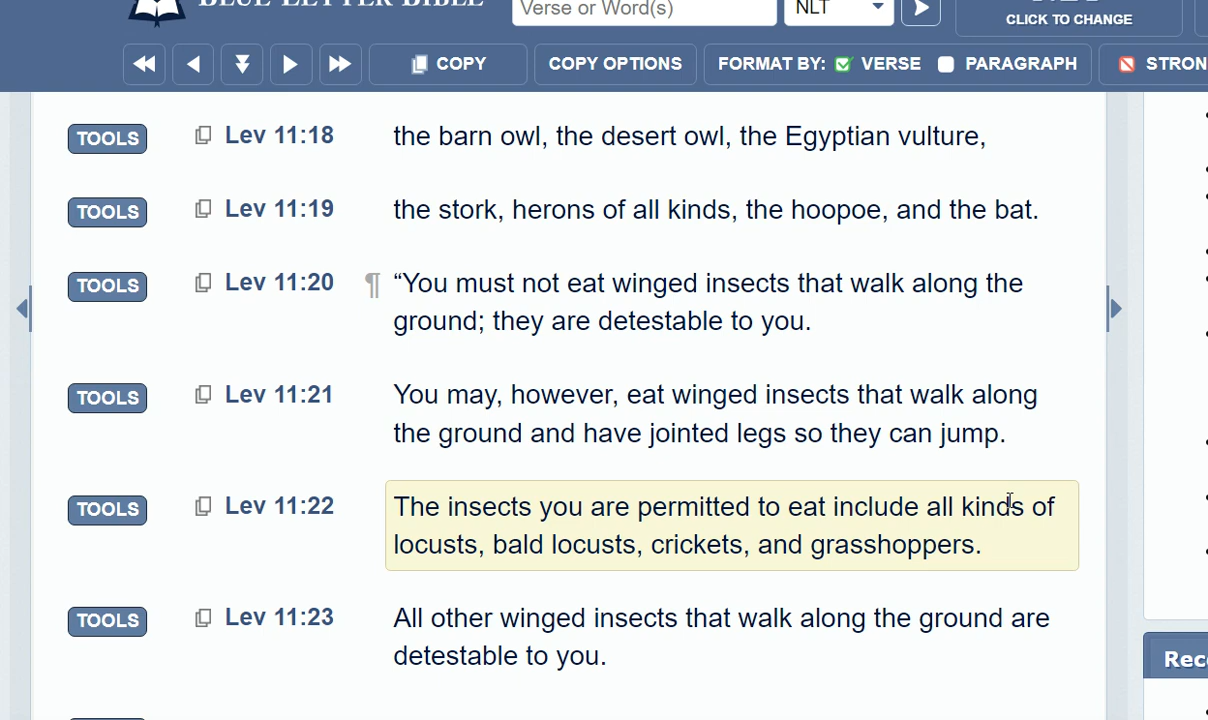 BLUE LETTER BIBLE
Verse or Word(s)
NLT
CLICK TO CHANGE
COPY
COPY OPTIONS
FORMAT BY: VERSE PARAGRAPH
TOOLS Lev 11:18 the barn owl, the desert owl, the Egyptian vulture,
TOOLS Lev 11:19 the stork, herons of all kinds, the hoopoe, and the bat.
TOOLS Lev 11:20 ¶ “You must not eat winged insects that walk along the
ground; they are detestable to you.
TOOLS Lev 11:21 You may, however, eat winged insects that walk along
the ground and have jointed legs so they can jump.
TOOLS Lev 11:22 The insects you are permitted to eat include all kinds of
locusts, bald locusts, crickets, and grasshoppers.
TOOLS Lev 11:23 All other winged insects that walk along the ground are
detestable to you.